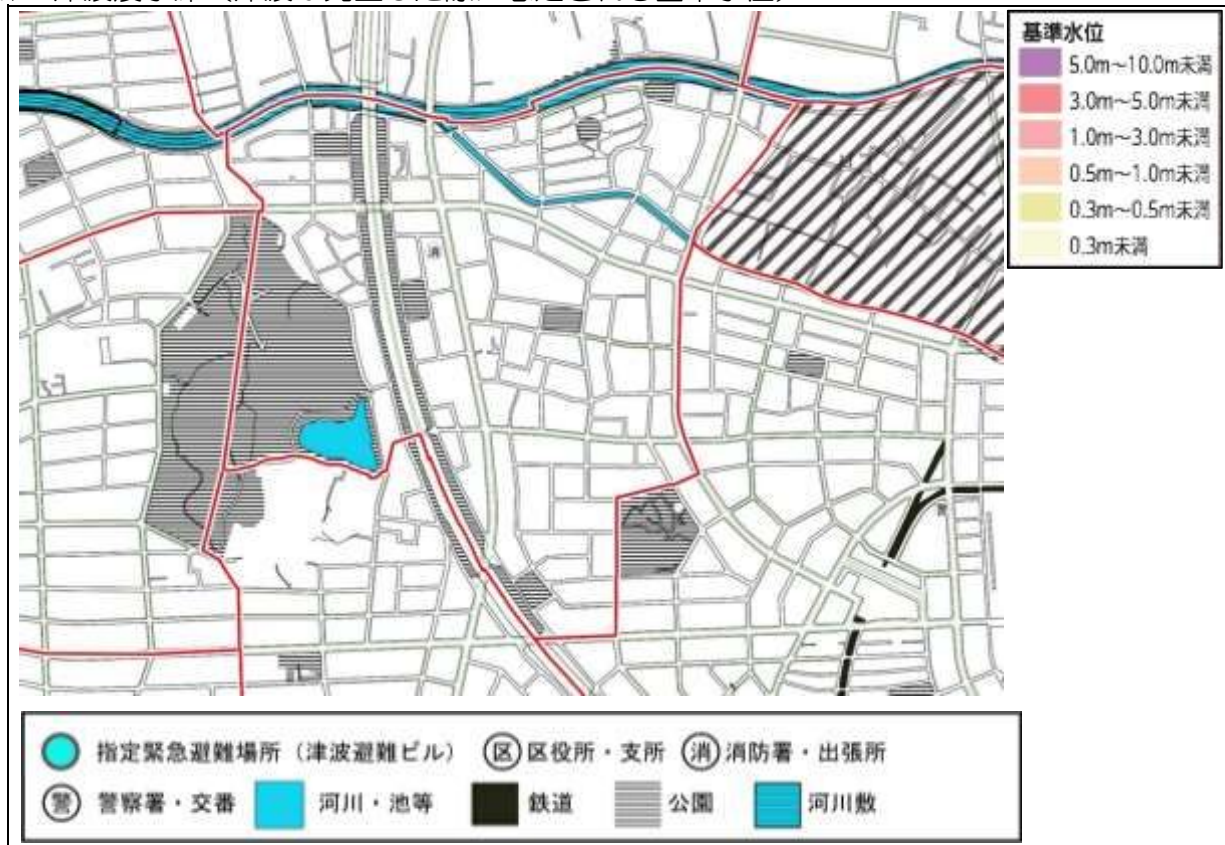 基準水位
5.0m～10.0m未満
3.0m～5.0m未満
1.0m～3.0m未満
0.5m～1.0m未満
0.3m～0.5m未満
0.3m未満
消
指定緊急避難場所（津波避難ビル） 区 区役所・支所 消 消防署・出張所
警 警察署・交番 河川・池等 鉄道 公園 河川敷